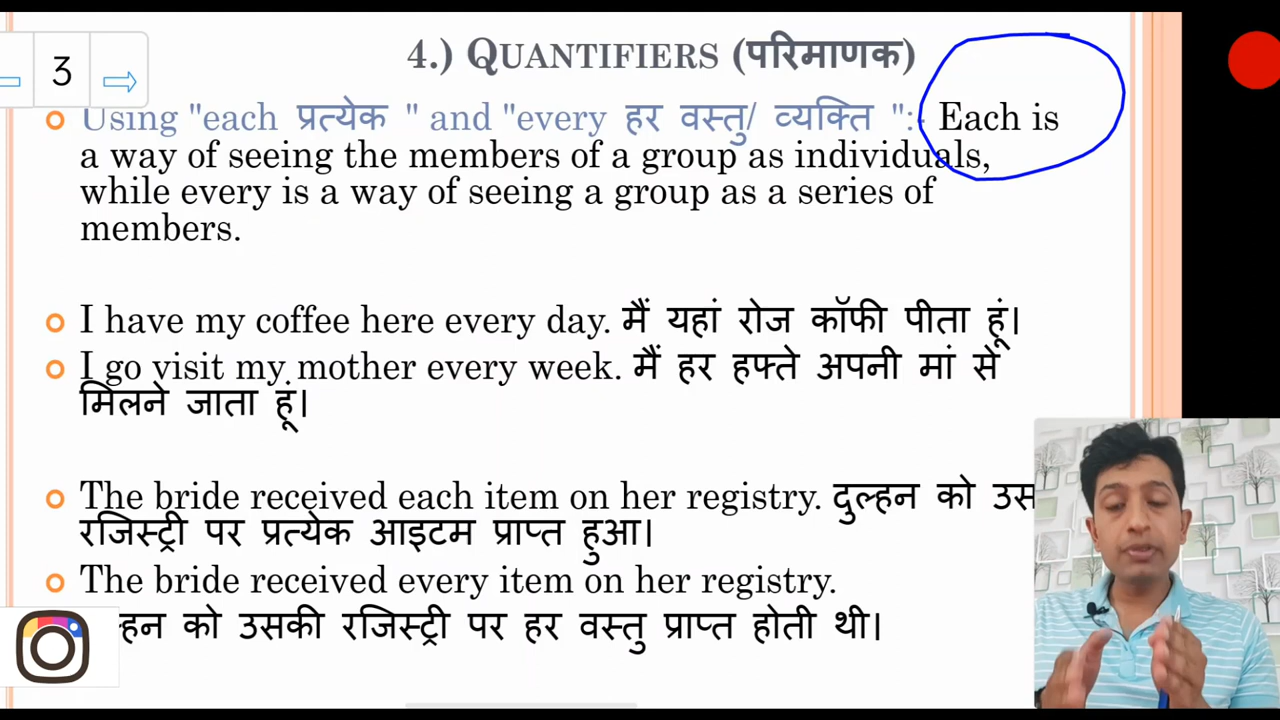 3
4.) QUANTIFIERS (परिमाणक)
Using "each प्रत्येक " and "every हर वस्तु/ व्यक्ति ":- Each is
a way of seeing the members of a group as individuals,
while every is a way of seeing a group as a series of
members.
I have my coffee here every day. मैं यहां रोज कॉफी पीता हूं।
I go visit my mother every week. मैं हर हफ्ते अपनी मां से
मिलने जाता हूं।
The bride received each item on her registry. दुल्हन को उस
रजिस्ट्री पर प्रत्येक आइटम प्राप्त हुआ।
The bride received every item on her registry.
को उसकी रजिस्ट्री पर हर वस्तु प्राप्त होती थी।